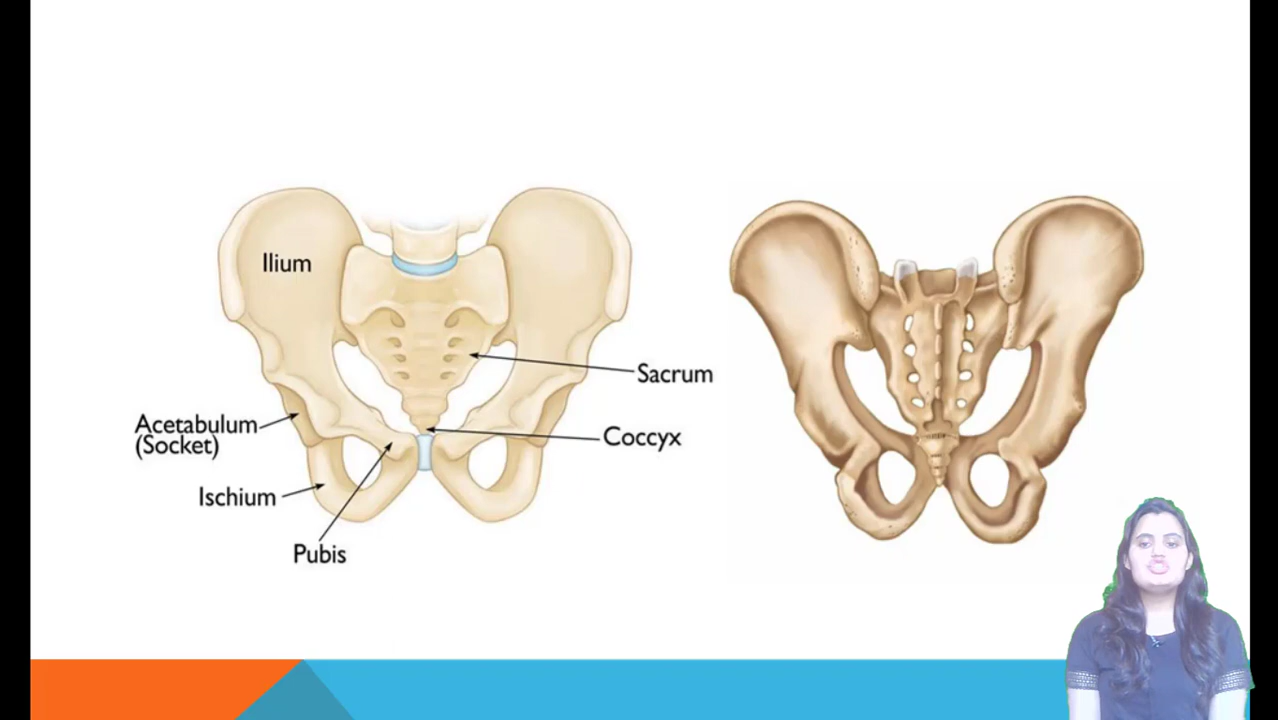 Ilium
Sacrum
Acetabulum
(Socket)
Coccyx
Ischium
Pubis